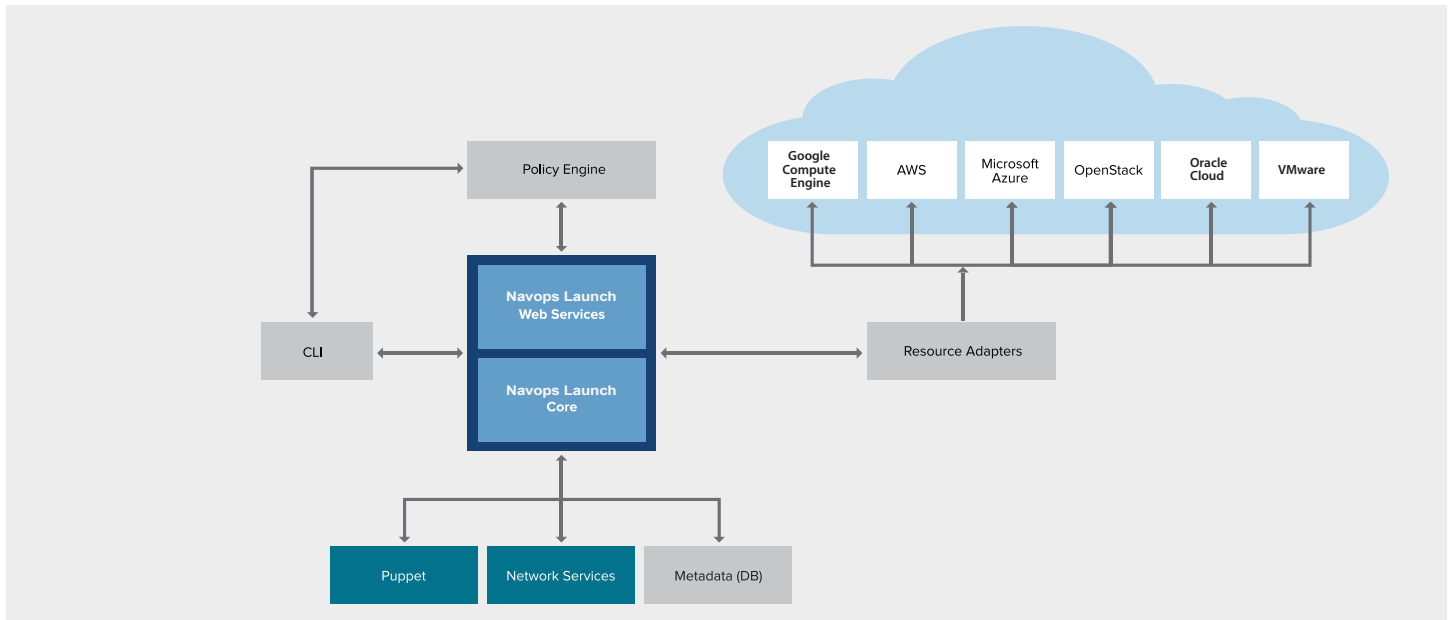 Policy Engine
Google
Compute
Engine
AWS
Microsoft
Azure
OpenStack
Oracle
Cloud
VMware
Navops Launch
Web Services
CLI
Resource Adapters
Navops Launch
Core
Puppet
Network Services
Metadata (DB)